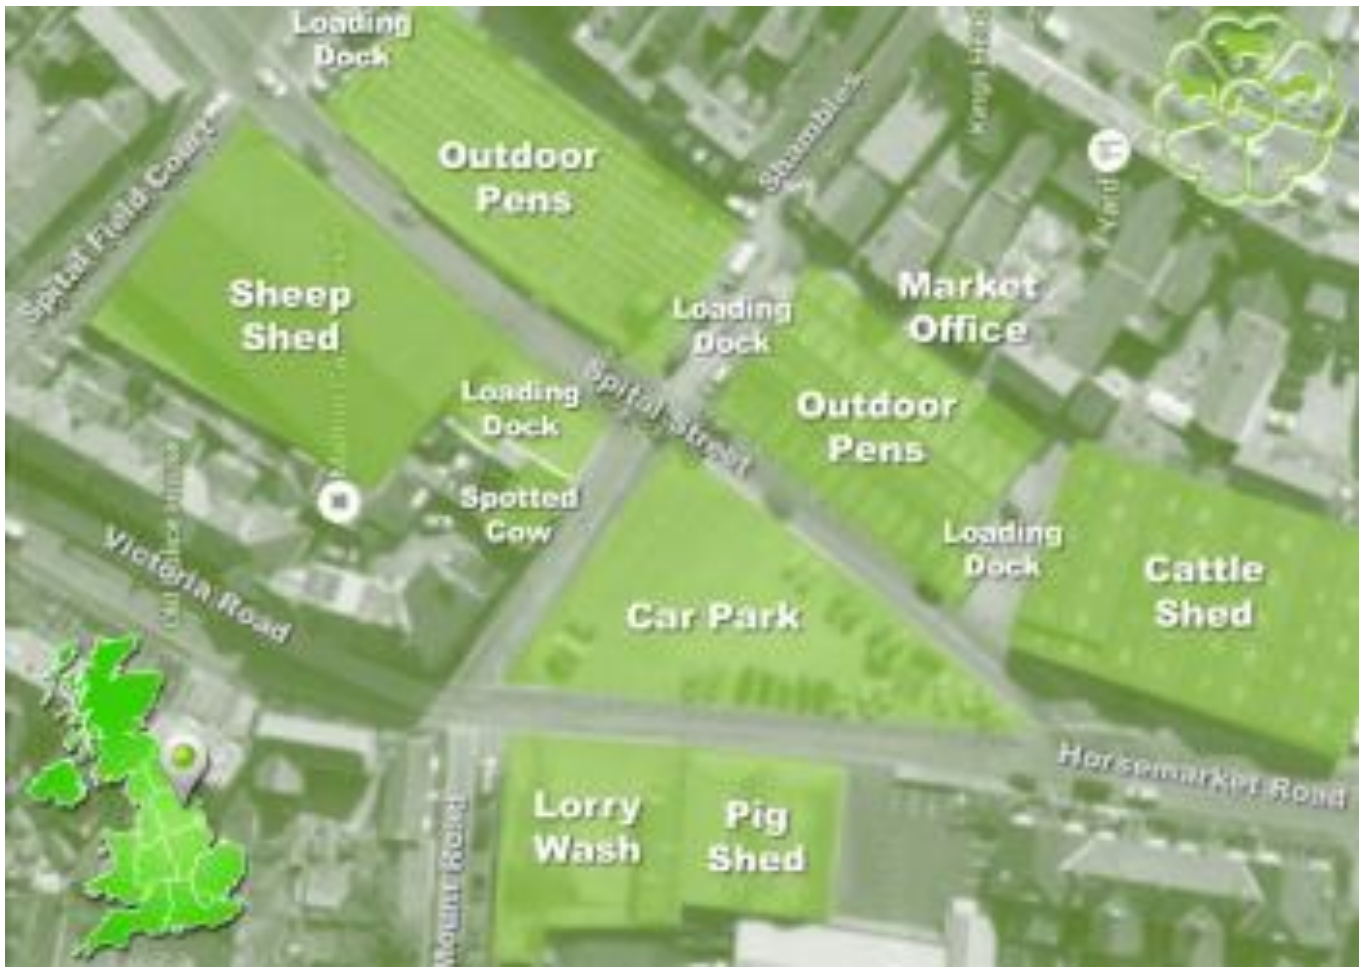 Loading
Dock
Outdoor
Pens
Shambles
Spital Field Court
Sheep
Shed
Market
Office
Loading
Dock
Spital Street
Loading
Dock
Outdoor
Pens
Spotted
Cow
Victoria Road
Loading
Dock
Cattle
Shed
Car Park
Horsemarket Road
Lorry
Wash
Pig
Shed
Mount Road
Yard